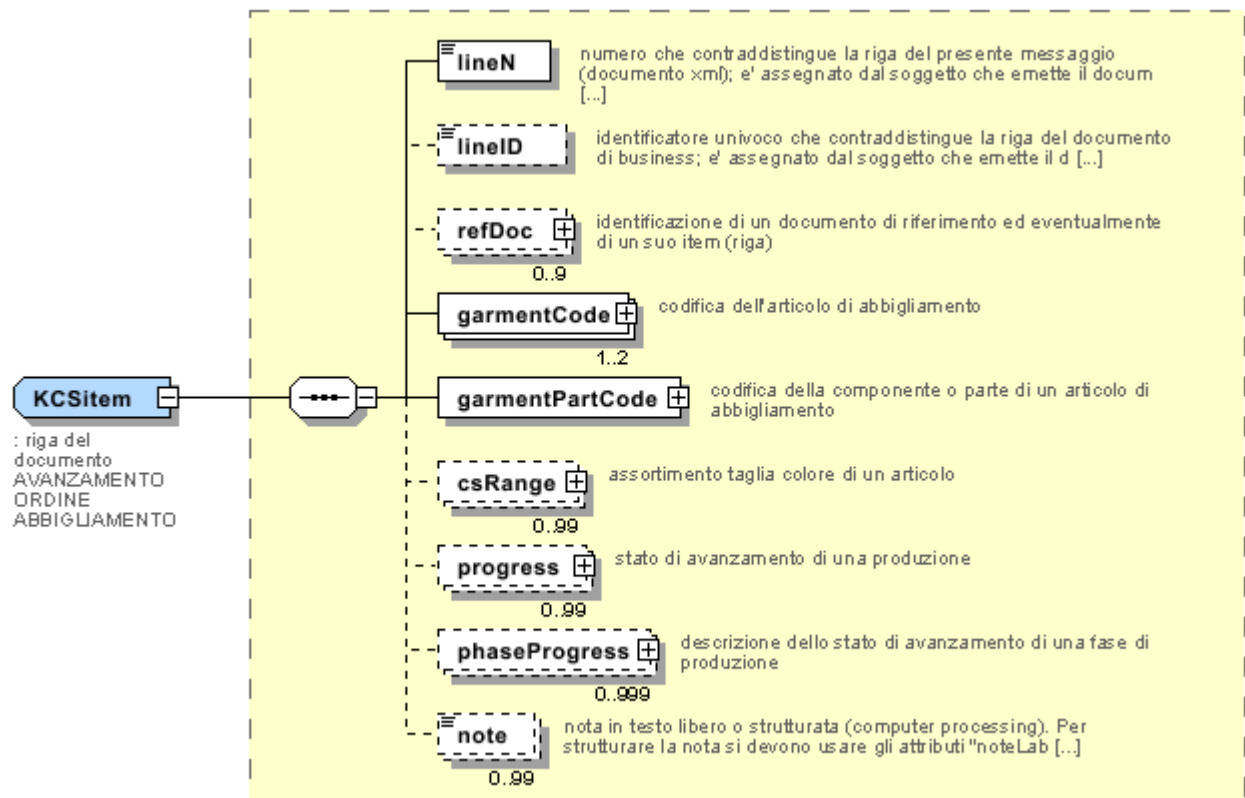 lineN
numero che contraddistingue la riga del presente messaggio
(documento xml); e' assegnato dal soggetto che emette il docum
[...]
lineID
identificatore univoco che contraddistingue la riga del documento
di business; e' assegnato dal soggetto che emette il d [...]
refDoc
identificazione di un documento di riferimento ed eventualmente
di un suo item (riga)
0..9
garmentCode
codifica dell'articolo di abbigliamento
1..2
KCSitem
: riga del
documento
AVANZAMENTO
ORDINE
ABBIGLIAMENTO
garmentPartCode
codifica della componente o parte di un articolo di
abbigliamento
csRange
assortimento taglia colore di un articolo
0..99
progress
stato di avanzamento di una produzione
0..99
phaseProgress
descrizione dello stato di avanzamento di una fase di
produzione
0..999
note
nota in testo libero o strutturata (computer processing). Per
strutturare la nota si devono usare gli attributi "noteLab [...]
0..99